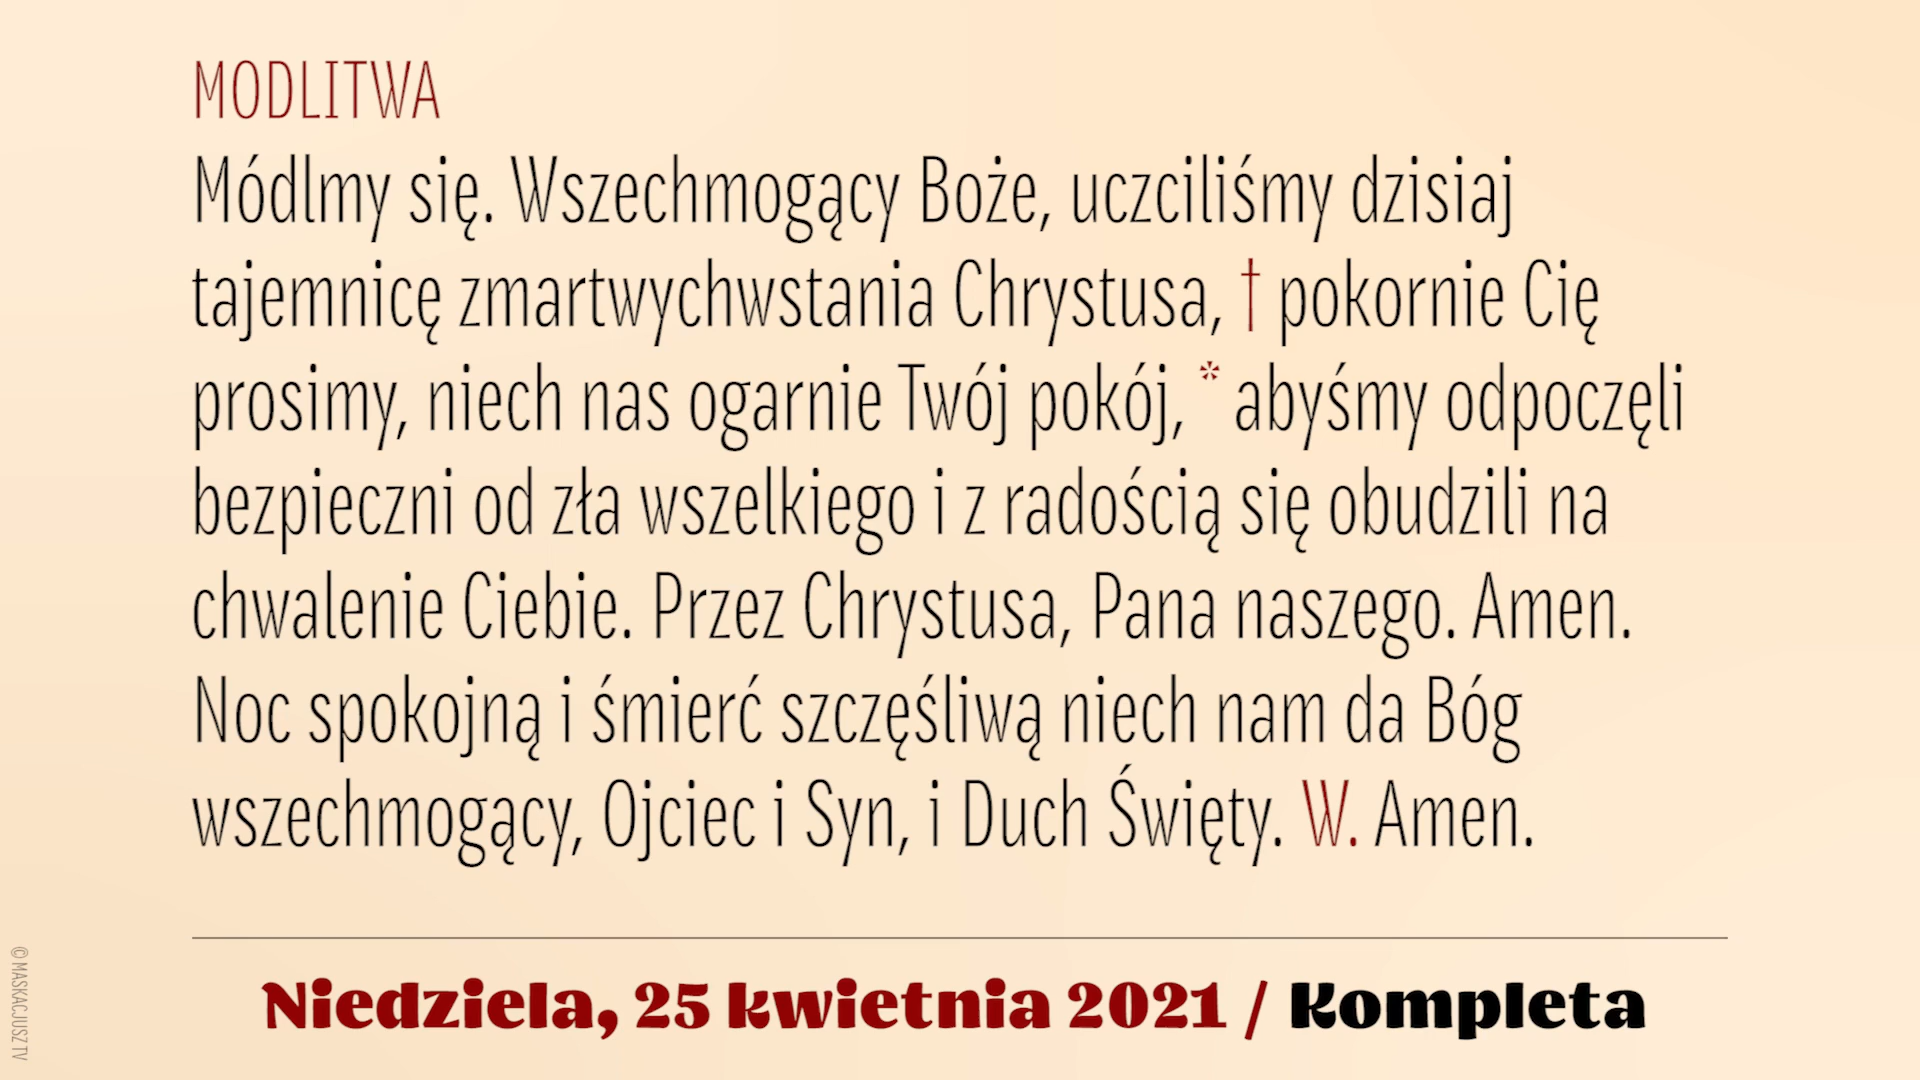 MODLITWA
Módlmy się. Wszechmogący Boże, uczciliśmy dzisiaj
tajemnicę zmartwychwstania Chrystusa, † pokornie Cię
prosimy, niech nas ogarnie Twój pokój, * abyśmy odpoczęli
bezpieczni od zła wszelkiego i z radością się obudzili na
chwalenie Ciebie. Przez Chrystusa, Pana naszego. Amen.
Noc spokojną i śmierć szczęśliwą niech nam da Bóg
wszechmogący, Ojciec i Syn, i Duch Święty. W. Amen.
Niedziela, 25 kwietnia 2021 / Kompleta
© MASKACJUSZ TV